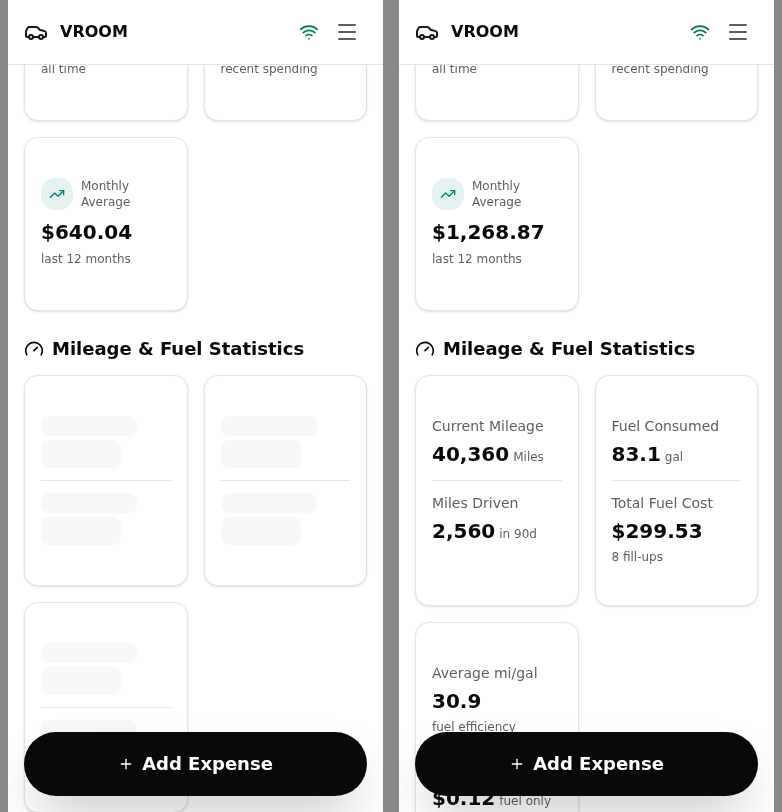 VROOM
all time
recent spending
Monthly
Average
$640.04
last 12 months
Mileage & Fuel Statistics
+ Add Expense
VROOM
all time
recent spending
Monthly
Average
$1,268.87
last 12 months
Mileage & Fuel Statistics
Current Mileage
40,360 Miles
Miles Driven
2,560 in 90d
Fuel Consumed
83.1 gal
Total Fuel Cost
$299.53
8 fill-ups
Average mi/gal
30.9
fuel efficiency
+ Add Expense
$0.12 fuel only